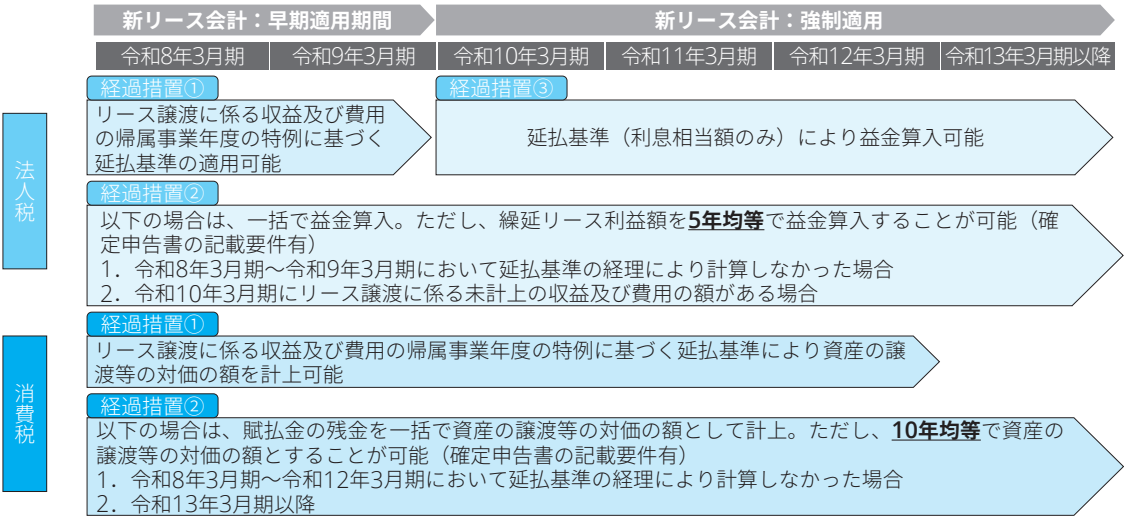 新リース会計：早期適用期間
新リース会計：強制適用
令和8年3月期
令和9年3月期
令和10年3月期
令和11年3月期
令和12年3月期
令和13年3月期以降
法人税
経過措置①
リース譲渡に係る収益及び費用
の帰属事業年度の特例に基づく
延払基準の適用可能
経過措置③
延払基準（利息相当額のみ）により益金算入可能
経過措置②
以下の場合は、一括で益金算入。ただし、繰延リース利益額を5年均等で益金算入することが可能（確
定申告書の記載要件有）
1．令和8年3月期～令和9年3月期において延払基準の経理により計算しなかった場合
2．令和10年3月期にリース譲渡に係る未計上の収益及び費用の額がある場合
消費税
経過措置①
リース譲渡に係る収益及び費用の帰属事業年度の特例に基づく延払基準により資産の譲
渡等の対価の額を計上可能
経過措置②
以下の場合は、賦払金の残金を一括で資産の譲渡等の対価の額として計上。ただし、10年均等で資産の
譲渡等の対価の額とすることが可能（確定申告書の記載要件有）
1．令和8年3月期～令和12年3月期において延払基準の経理により計算しなかった場合
2．令和13年3月期以降